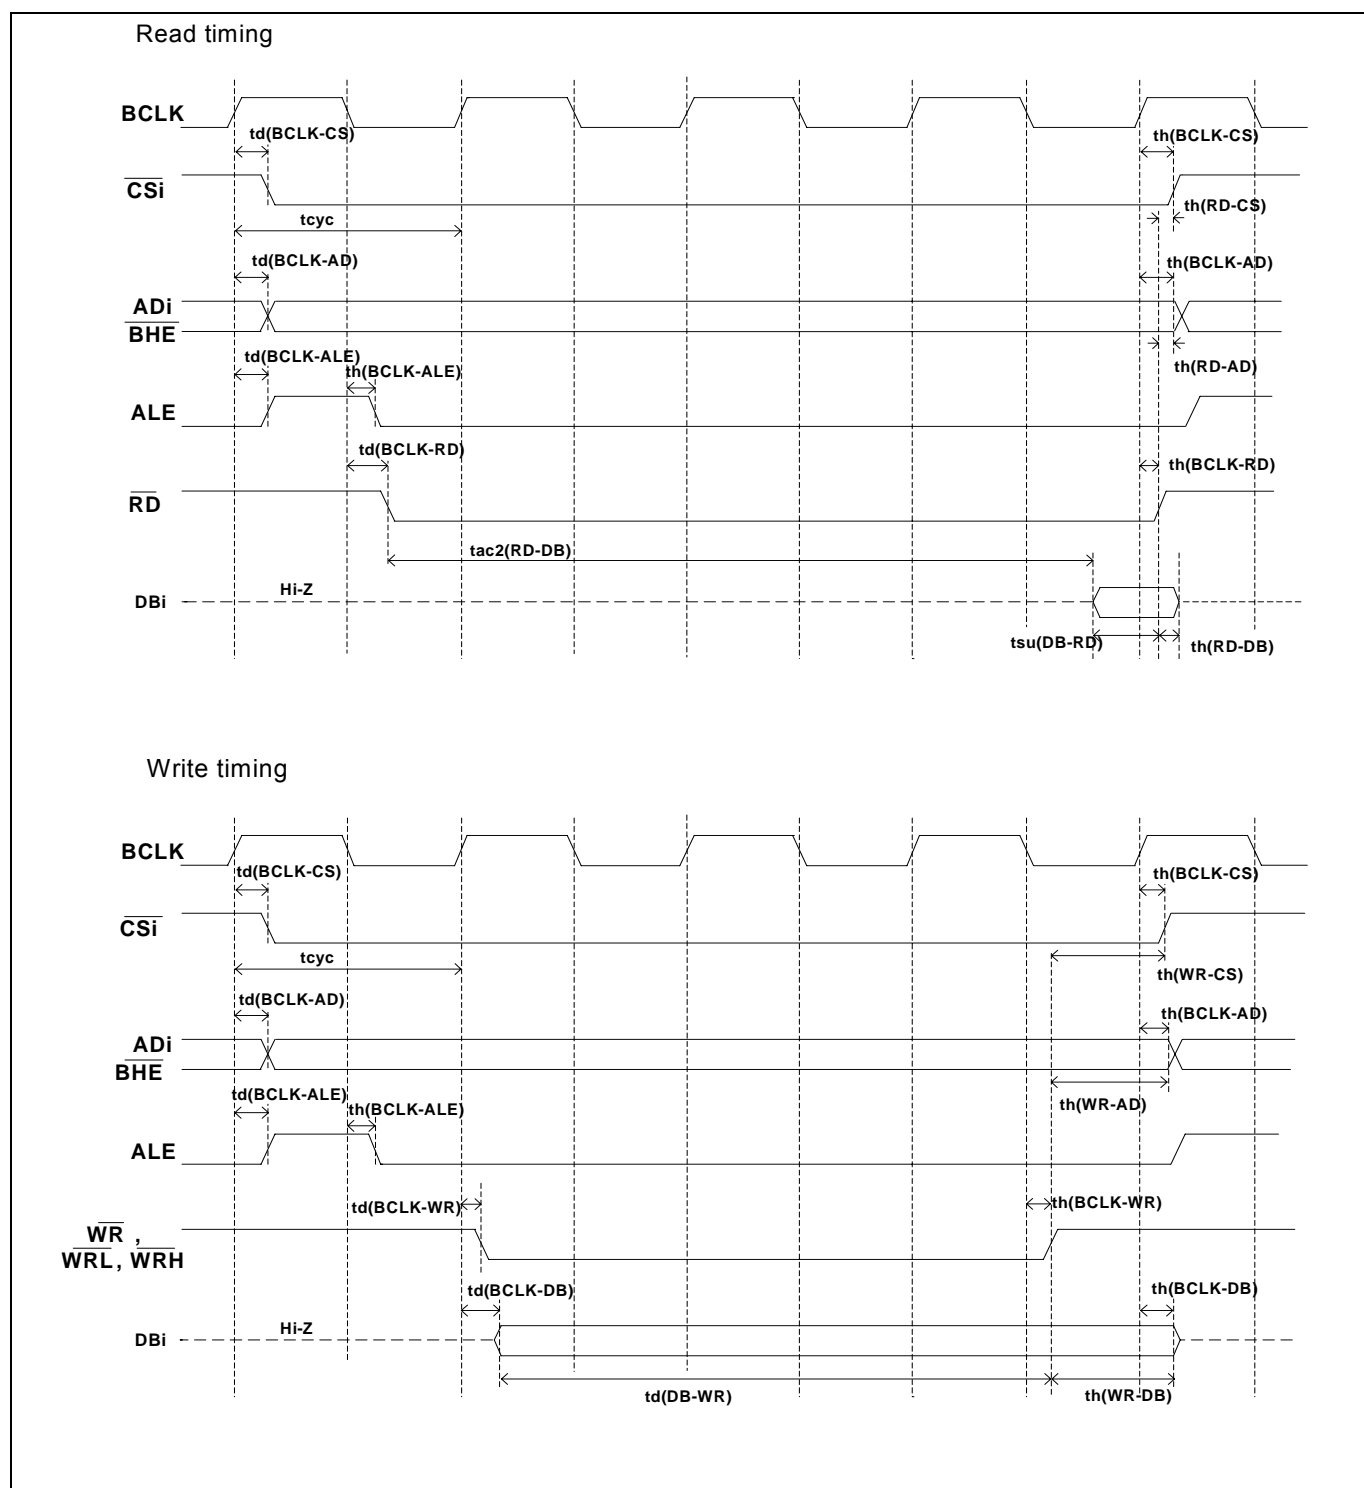 Read timing
BCLK
td(BCLK-CS)
th(BCLK-CS)
CSi
th(RD-CS)
tcyc
td(BCLK-AD)
th(BCLK-AD)
ADi
BHE
td(BCLK-ALE)
th(BCLK-ALE)
th(RD-AD)
ALE
td(BCLK-RD)
th(BCLK-RD)
RD
tac2(RD-DB)
Hi-Z
DBi
tsu(DB-RD)
th(RD-DB)
Write timing
BCLK
td(BCLK-CS)
th(BCLK-CS)
CSi
tcyc
th(WR-CS)
td(BCLK-AD)
th(BCLK-AD)
ADi
BHE
td(BCLK-ALE)
th(BCLK-ALE)
th(WR-AD)
ALE
td(BCLK-WR)
th(BCLK-WR)
WR ,
WRL, WRH
td(BCLK-DB)
th(BCLK-DB)
Hi-Z
DBi
td(DB-WR)
th(WR-DB)